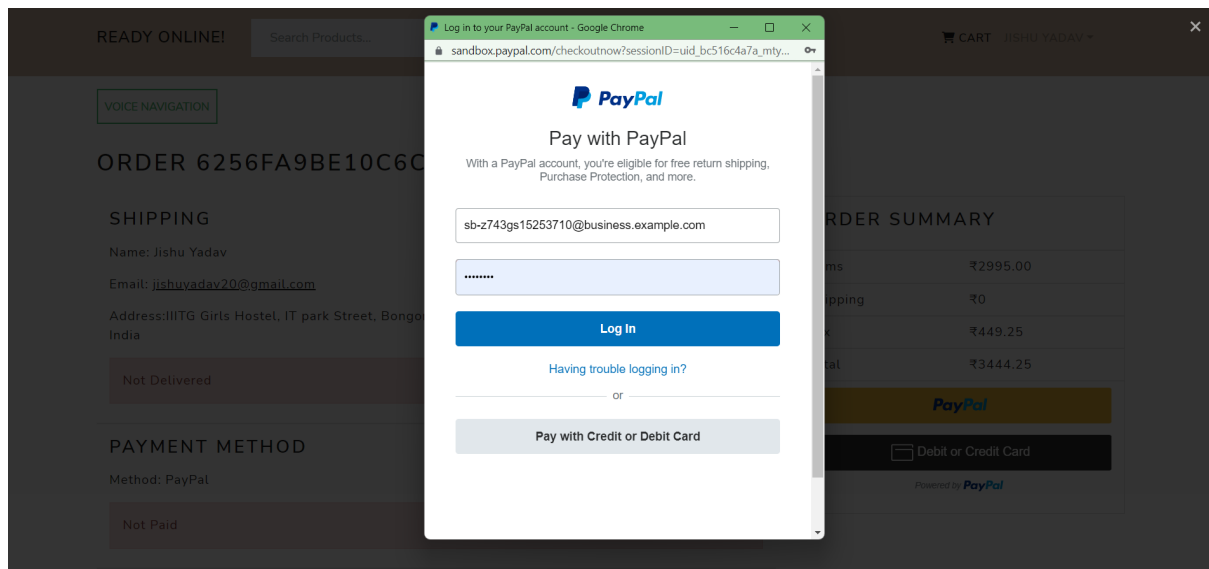 READY ONLINE!
Search Products...
CART JISHU YADAV
VOICE NAVIGATION
ORDER 6256FA9BE10C6C
SHIPPING
Name: Jishu Yadav
Email: jishuyadav20@gmail.com
Address:IIITG Girls Hostel, IT park Street, Bongo
India
Not Delivered
PAYMENT METHOD
Method: PayPal
Not Paid
Log in to your PayPal account - Google Chrome
sandbox.paypal.com/checkoutnow?sessionID=uid_bc516c4a7a_mty...
PayPal
Pay with PayPal
With a PayPal account, you're eligible for free return shipping,
Purchase Protection, and more.
sb-z743gs15253710@business.example.com
••••••••
Log In
Having trouble logging in?
or
Pay with Credit or Debit Card
RDER SUMMARY
ms ₹2995.00
ipping ₹0
x ₹449.25
tal ₹3444.25
PayPal
Debit or Credit Card
Powered by PayPal